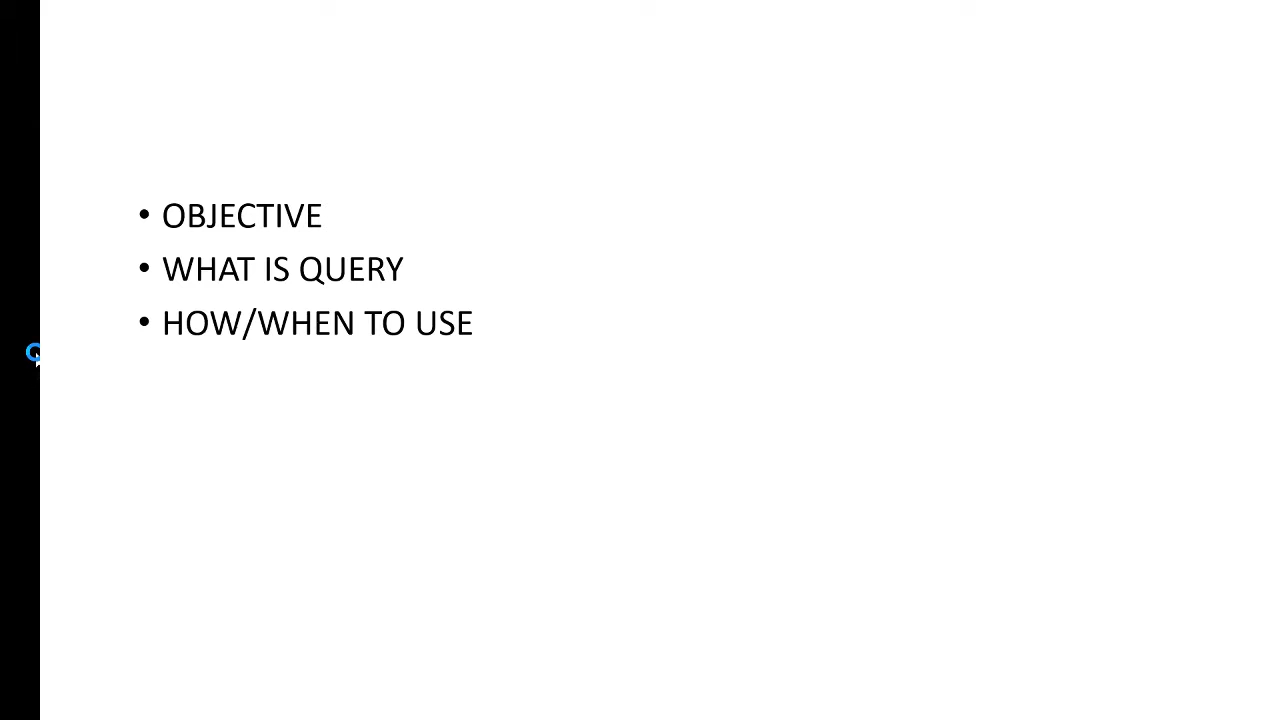 • OBJECTIVE
• WHAT IS QUERY
• HOW/WHEN TO USE